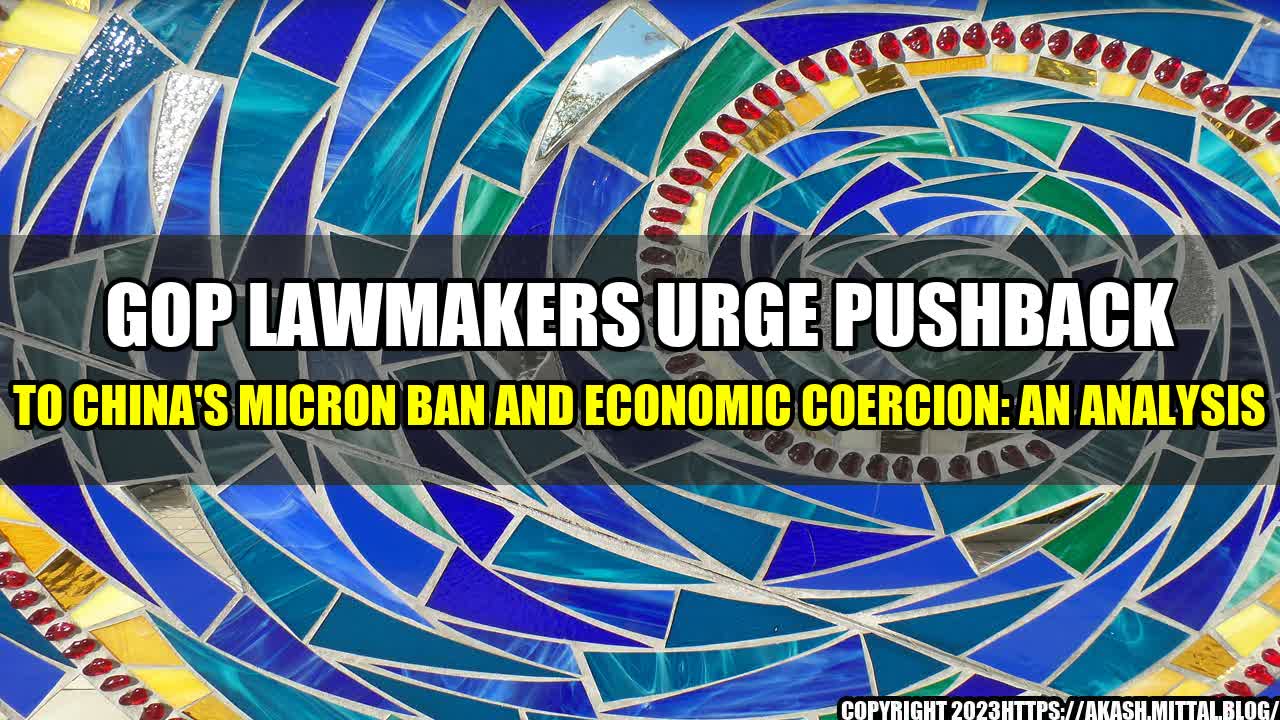 GOP LAWMAKERS URGE PUSHBACK
TO CHINA'S MICRON BAN AND ECONOMIC COERCION: AN ANALYSIS
COPYRIGHT 2023HTTPS://AKASH.MITTAL.BLOG/